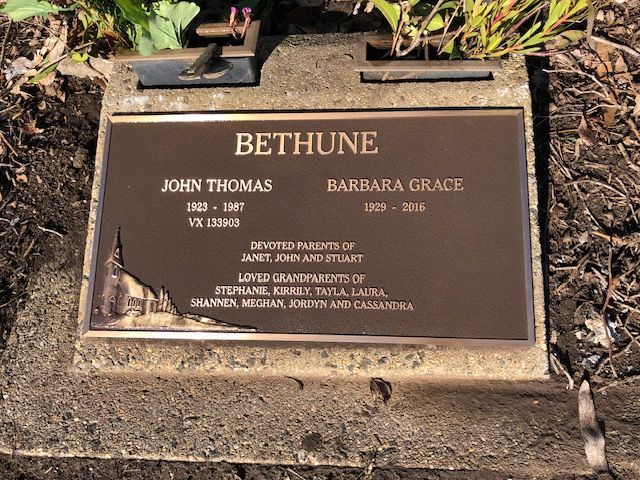 BETHUNE
JOHN THOMAS
1923 - 1987
VX 133903
BARBARA GRACE
1929 - 2016
DEVOTED PARENTS OF
JANET, JOHN AND STUART
LOVED GRANDPARENTS OF
STEPHANIE, KIRRILY, TAYLA, LAURA,
SHANNEN, MEGHAN, JORDYN AND CASSANDRA